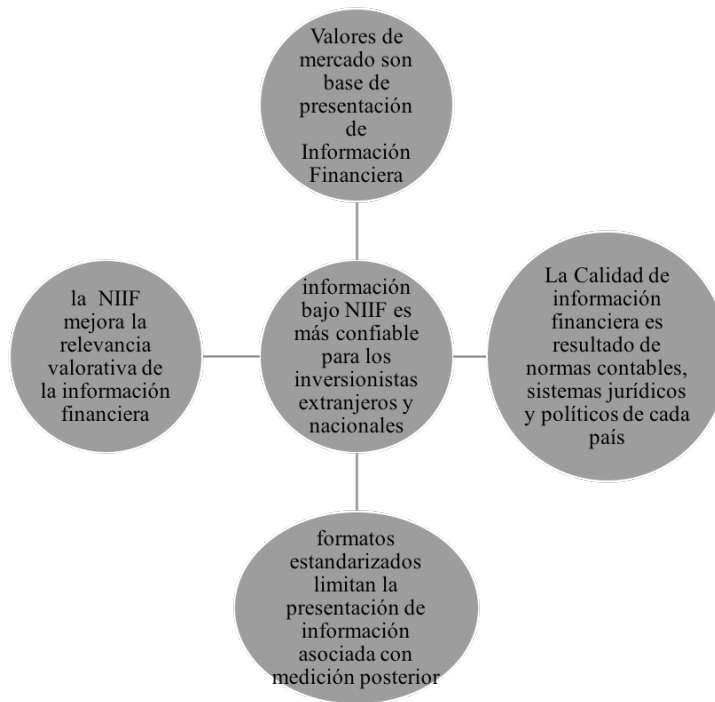 Valores de
mercado son
base de
presentación
de
Información
Financiera
la NIIF
mejora la
relevancia
valorativa de
la información
financiera
información
bajo NIIF es
más confiable
para los
inversionistas
extranjeros y
nacionales
La Calidad de
información
financiera es
resultado de
normas contables,
sistemas jurídicos
y políticos de cada
país
formatos
estandarizados
limitan la
presentación de
información
asociada con
medición posterior